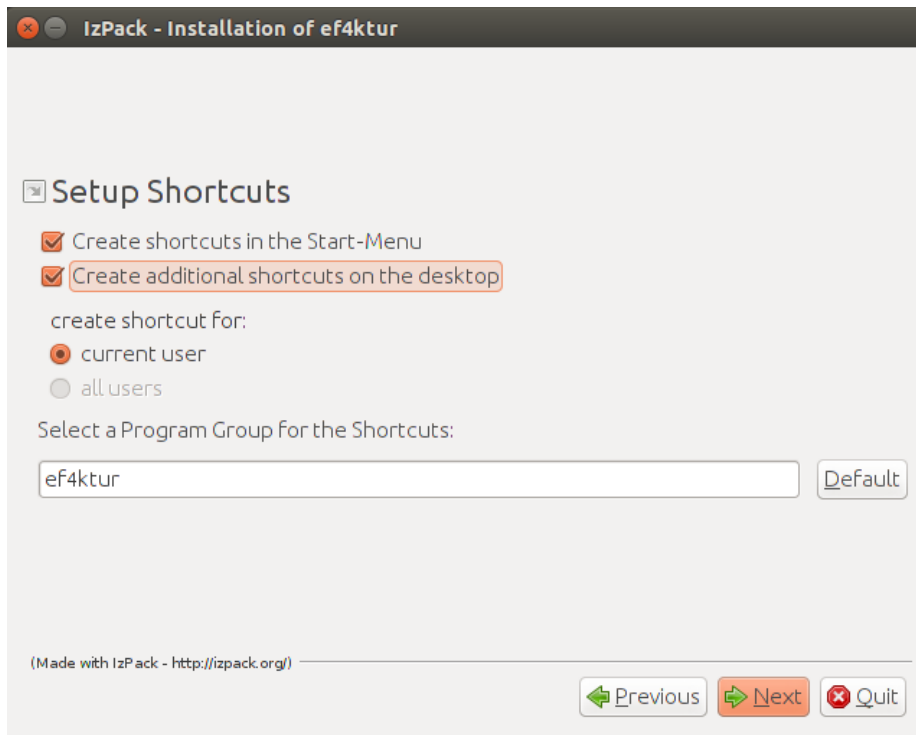 IzPack - Installation of ef4ktur
Setup Shortcuts
Create shortcuts in the Start-Menu
Create additional shortcuts on the desktop
create shortcut for:
current user
all users
Select a Program Group for the Shortcuts:
ef4ktur Default
(Made with IzPack - http://izpack.org/)
Previous Next Quit